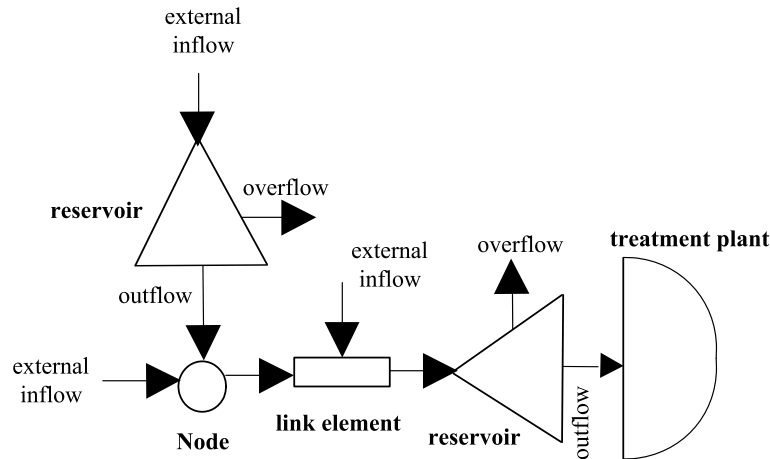 external
inflow
overflow
reservoir
treatment plant
external
inflow
overflow
outflow
external
inflow
outflow
link element
reservoir
Node